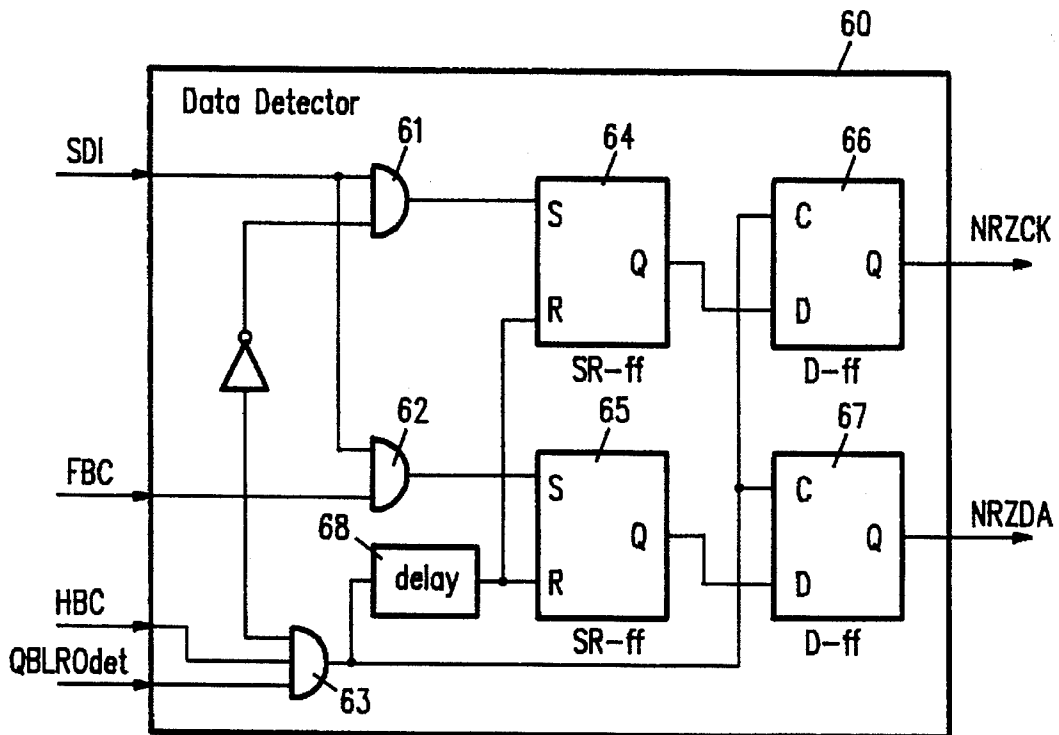 60
Data Detector
61
64
66
SDI
S
C
NRZCK
Q
Q
R
D
SR-ff
D-ff
62
65
67
FBC
S
C
NRZDA
68
Q
Q
delay
R
D
HBC
SR-ff
D-ff
QBLROdet
63